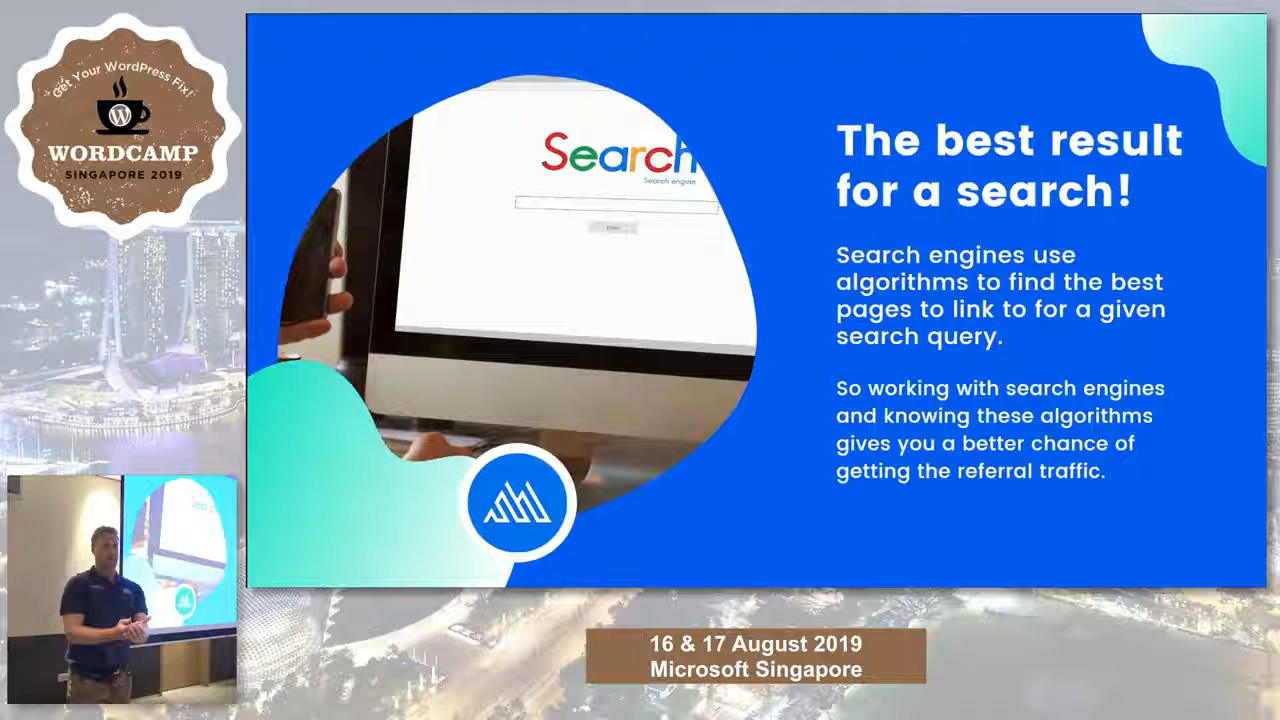 Get Your WordPress Fix!
WORDCAMP
SINGAPORE 2019
Search
Search engine
The best result
for a search!
Search engines use
algorithms to find the best
pages to link to for a given
search query.
So working with search engines
and knowing these algorithms
gives you a better chance of
getting the referral traffic.
16 & 17 August 2019
Microsoft Singapore